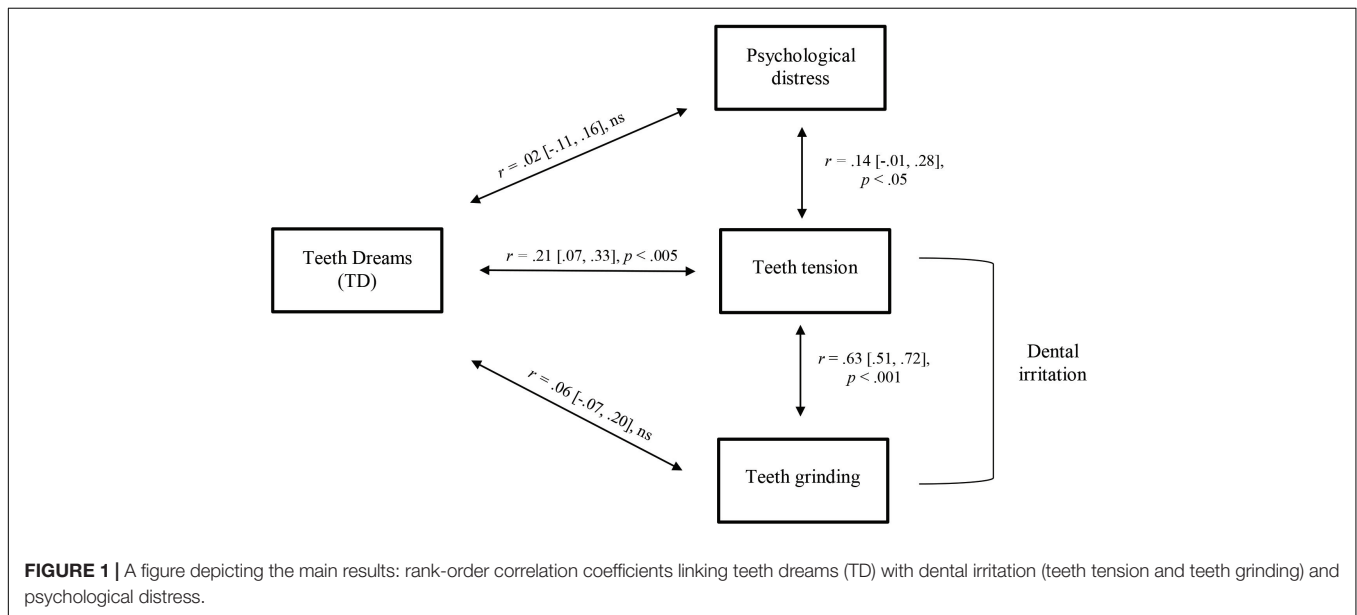 Psychological
distress
r = .02 [-.11, .16], ns
r = .14 [-.01, .28],
p < .05
Teeth Dreams
(TD)
r = .21 [.07, .33], p < .005
Teeth tension
r = .63 [.51, .72],
p < .001
Dental
irritation
r = .06 [-.07, .20], ns
Teeth grinding
FIGURE 1 | A figure depicting the main results: rank-order correlation coefficients linking teeth dreams (TD) with dental irritation (teeth tension and teeth grinding) and
psychological distress.